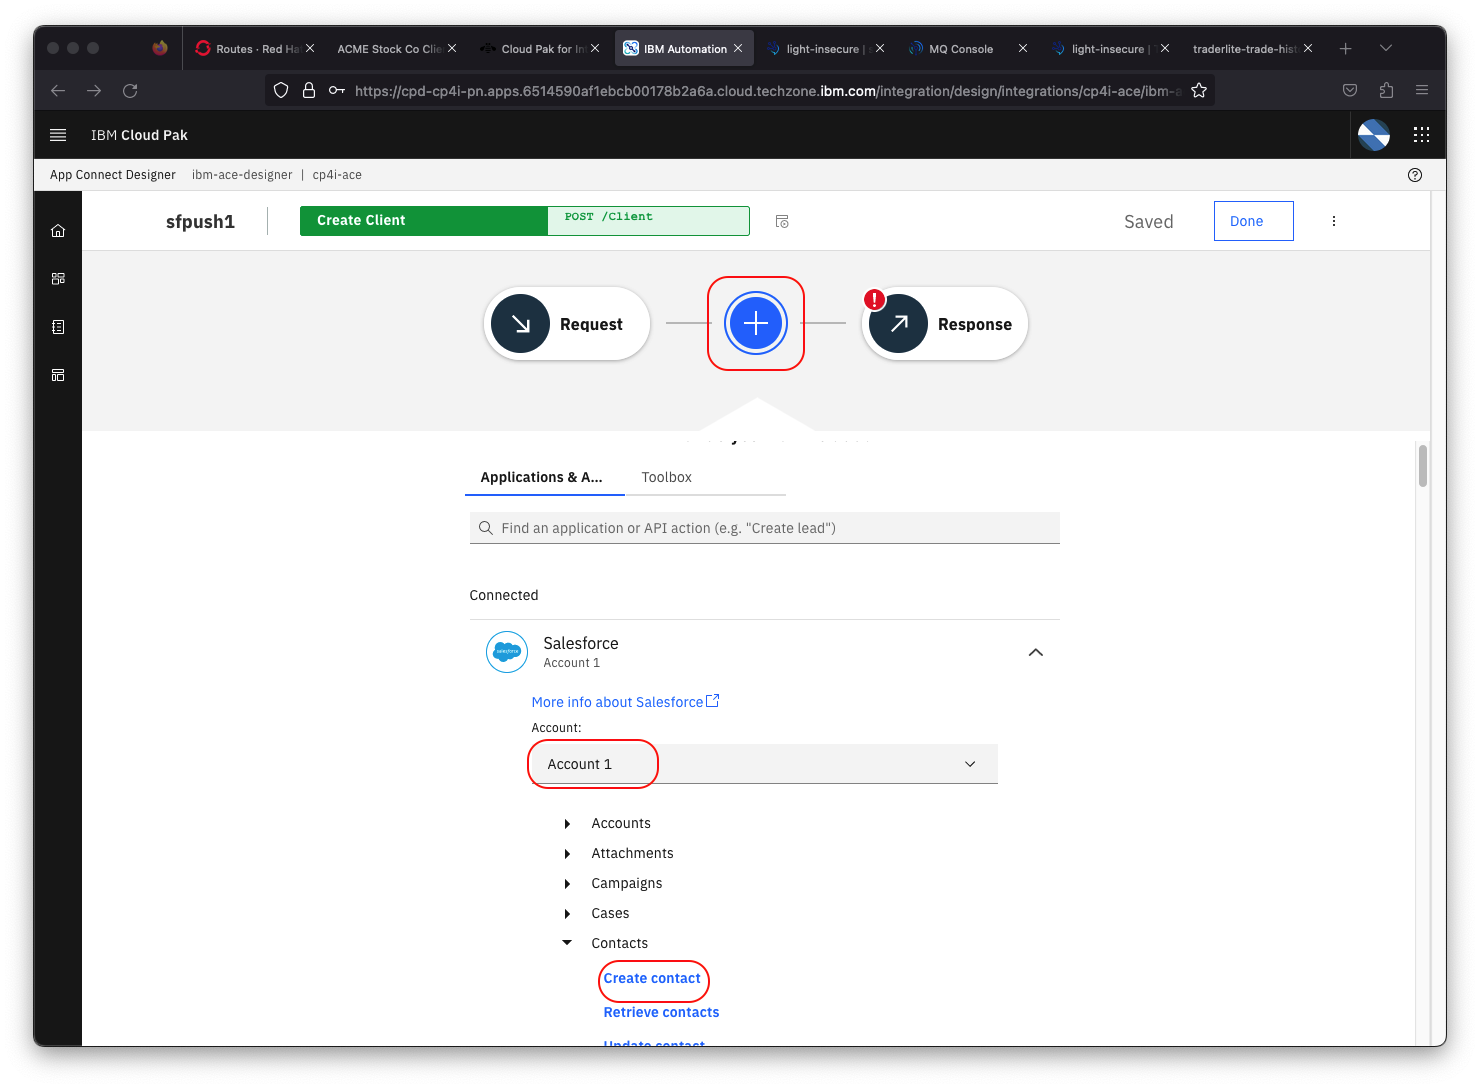 Routes · Red Ha
ACME Stock Co Clie
Cloud Pak for In
IBM Automation
light-insecure | s
MQ Console
light-insecure |
traderlite-trade-hist
https://cpd-cp4i-pn.apps.6514590af1ebcb00178b2a6a.cloud.techzone.ibm.com/integration/design/integrations/cp4i-ace/ibm-a
IBM Cloud Pak
App Connect Designer ibm-ace-designer | cp4i-ace
sfpush1
Create Client
POST /Client
Saved
Done
Request
Response
Applications & A...
Toolbox
Find an application or API action (e.g. "Create lead")
Connected
salesforce
Salesforce
Account 1
More info about Salesforce
Account:
Account 1
Accounts
Attachments
Campaigns
Cases
Contacts
Create contact
Retrieve contacts
Update contact